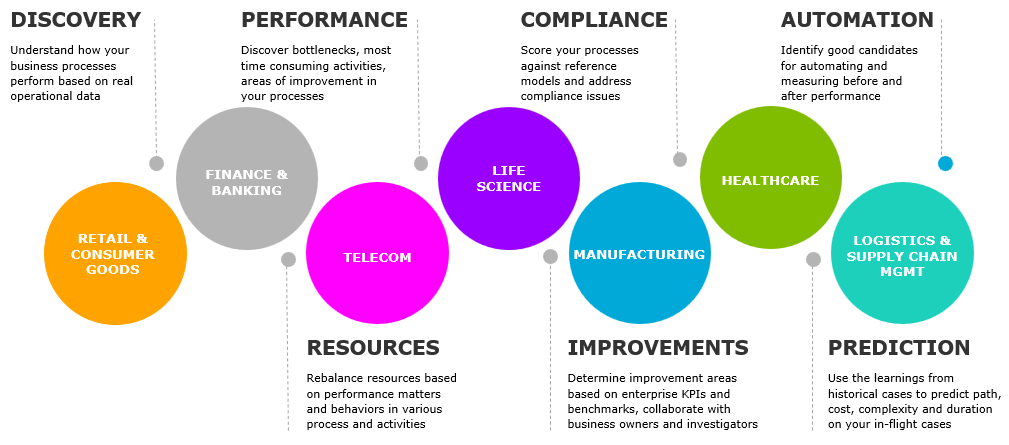 DISCOVERY
Understand how your
business processes
perform based on real
operational data
PERFORMANCE
Discover bottlenecks, most
time consuming activities,
areas of improvement in
your processes
COMPLIANCE
Score your processes
against reference
models and address
compliance issues
AUTOMATION
Identify good candidates
for automating and
measuring before and
after performance
RETAIL &
CONSUMER
GOODS
FINANCE &
BANKING
TELECOM
LIFE
SCIENCE
MANUFACTURING
HEALTHCARE
LOGISTICS &
SUPPLY CHAIN
MGMT
RESOURCES
Rebalance resources based
on performance matters
and behaviors in various
process and activities
IMPROVEMENTS
Determine improvement areas
based on enterprise KPIs and
benchmarks, collaborate with
business owners and investigators
PREDICTION
Use the learnings from
historical cases to predict path,
cost, complexity and duration
on your in-flight cases